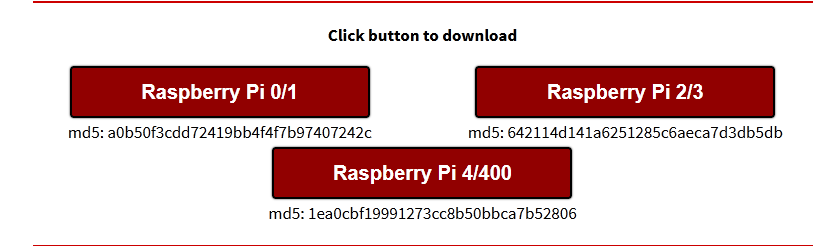 Click button to download
Raspberry Pi 0/1
Raspberry Pi 2/3
md5: a0b50f3cdd72419bb4f4f7b97407242c
md5: 642114d141a6251285c6aeca7d3db5db
Raspberry Pi 4/400
md5: 1ea0cbf19991273cc8b50bbca7b52806